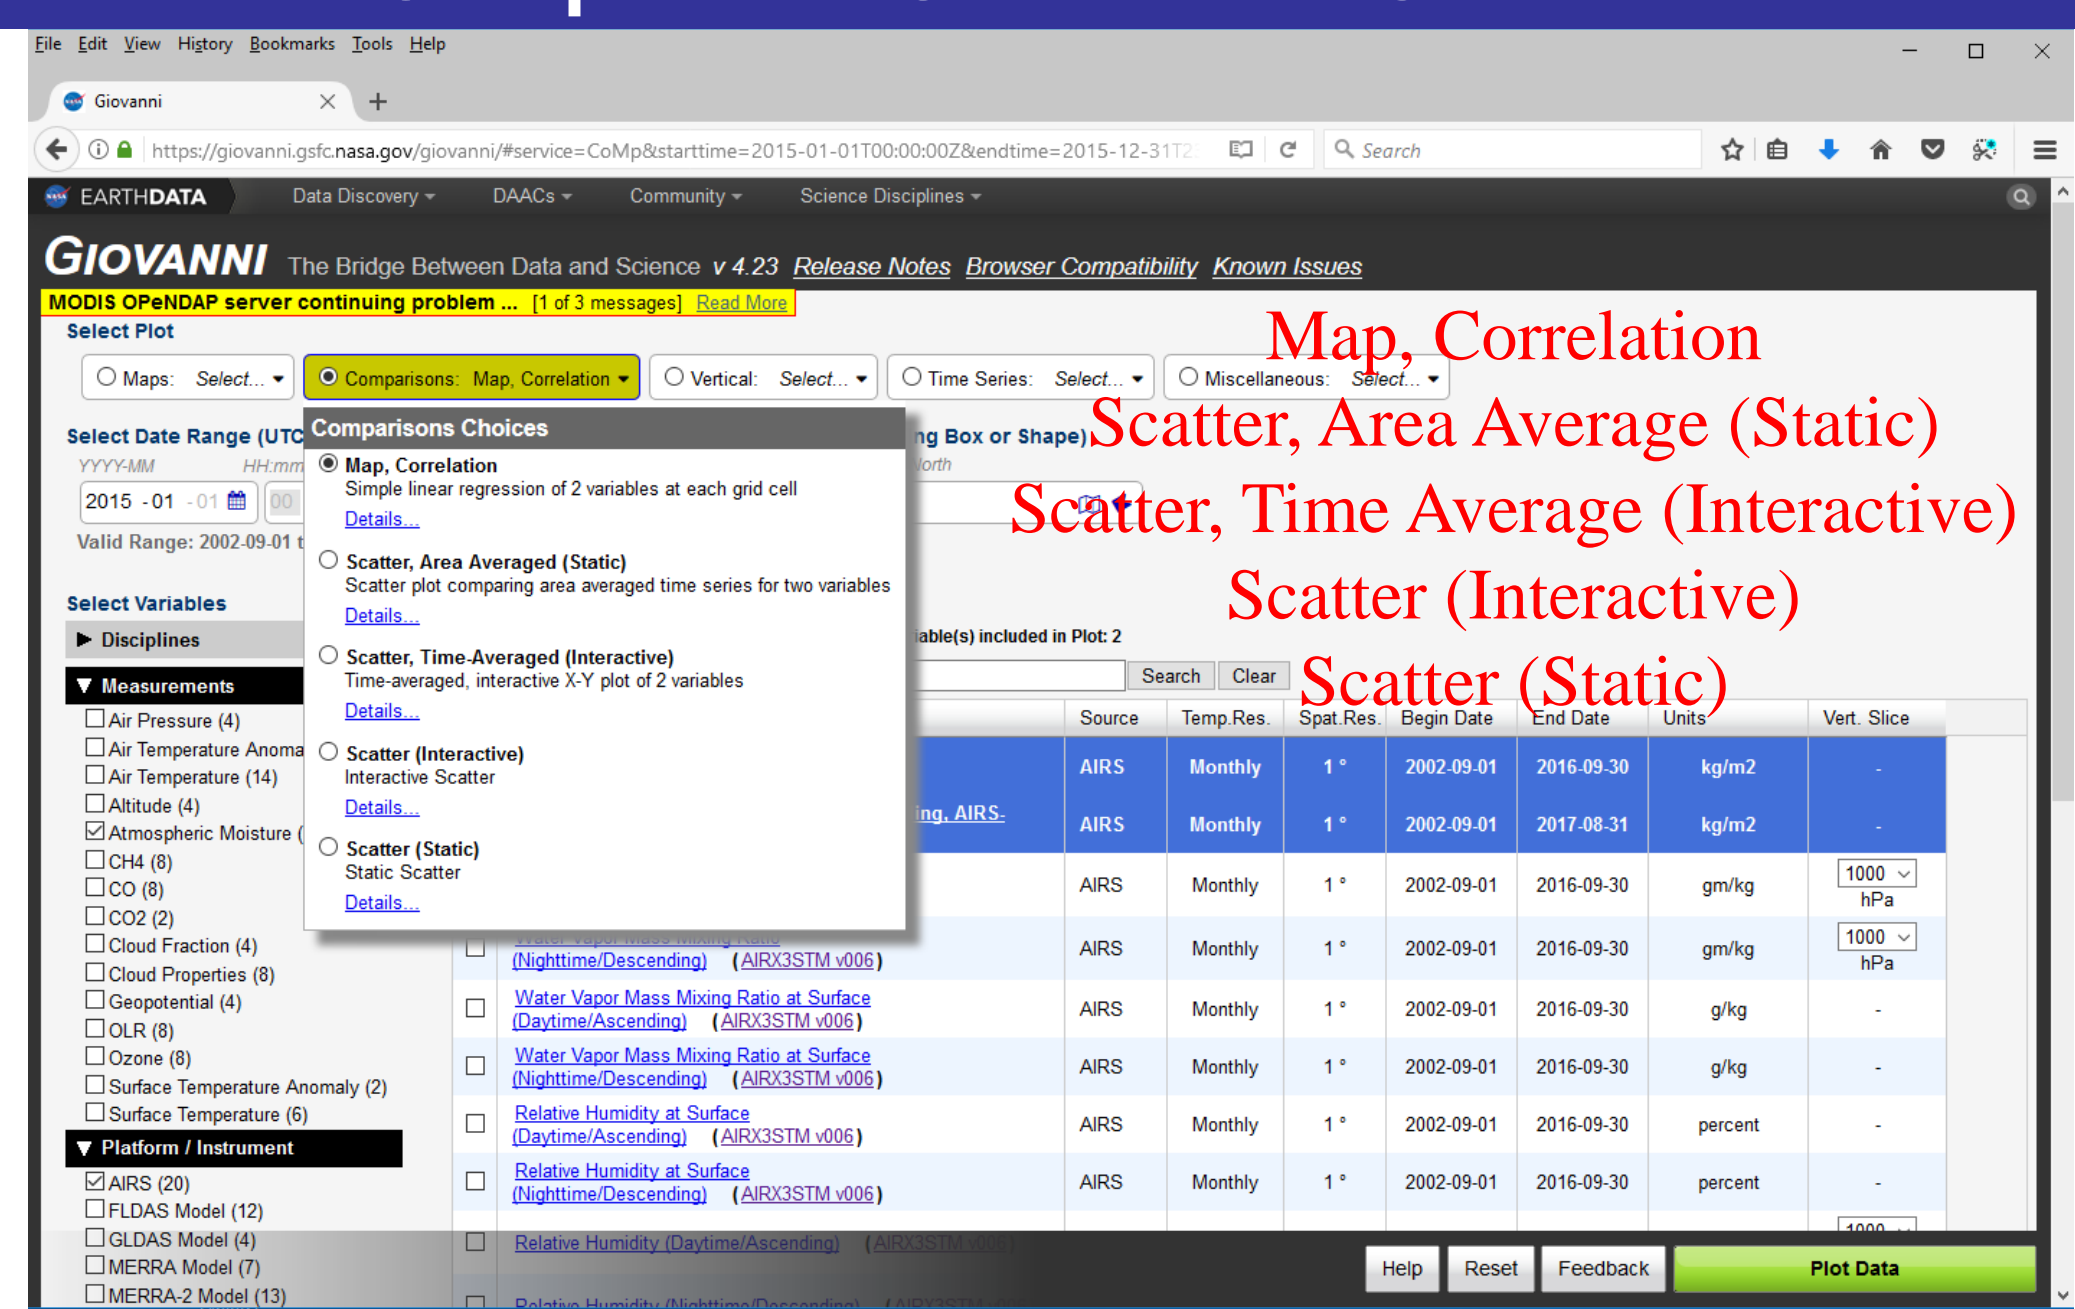 File Edit View History Bookmarks Tools Help
Giovanni
https://giovanni.gsfc.nasa.gov/giovanni/#service=CoMp&starttime=2015-01-01T00:00:00Z&endtime=2015-12-31T2
Search
EARTHDATA Data Discovery DAACs Community Science Disciplines
GIOVANNI The Bridge Between Data and Science v 4.23 Release Notes Browser Compatibility Known Issues
MODIS OPeNDAP server continuing problem ... [1 of 3 messages] Read More
Select Plot
Maps: Select... Comparisons: Map, Correlation Vertical: Select... Time Series: Select... Miscellaneous: Select...
Map, Correlation
Scatter, Area Average (Static)
Scatter, Time Average (Interactive)
Scatter (Interactive)
Scatter (Static)
Select Date Range (UTC
ng Box or Shape)
YYYY-MM HH:mm
North
2015 -01 -01 00
Valid Range: 2002-09-01 t
Comparisons Choices
Map, Correlation
Simple linear regression of 2 variables at each grid cell
Details...
Scatter, Area Averaged (Static)
Scatter plot comparing area averaged time series for two variables
Details...
Scatter, Time-Averaged (Interactive)
Time-averaged, interactive X-Y plot of 2 variables
Details...
Scatter (Interactive)
Interactive Scatter
Details...
Scatter (Static)
Static Scatter
Details...
Select Variables
Disciplines
Measurements
Air Pressure (4)
Air Temperature Anoma
Air Temperature (14)
Altitude (4)
Atmospheric Moisture (
CH4 (8)
CO (8)
CO2 (2)
Cloud Fraction (4)
Cloud Properties (8)
Geopotential (4)
OLR (8)
Ozone (8)
Surface Temperature Anomaly (2)
Surface Temperature (6)
Platform / Instrument
AIRS (20)
FLDAS Model (12)
GLDAS Model (4)
MERRA Model (7)
MERRA-2 Model (13)
iable(s) included in Plot: 2
Search Clear
Source Temp.Res. Spat.Res. Begin Date End Date Units Vert. Slice
AIRS Monthly 1 ° 2002-09-01 2016-09-30 kg/m2 -
ing, AIRS-
AIRS Monthly 1 ° 2002-09-01 2017-08-31 kg/m2 -
AIRS Monthly 1 ° 2002-09-01 2016-09-30 gm/kg 1000 hPa
Water Vapor Mass Mixing Ratio
(Nighttime/Descending) (AIRX3STM v006) AIRS Monthly 1 ° 2002-09-01 2016-09-30 gm/kg 1000 hPa
Water Vapor Mass Mixing Ratio at Surface
(Daytime/Ascending) (AIRX3STM v006) AIRS Monthly 1 ° 2002-09-01 2016-09-30 g/kg -
Water Vapor Mass Mixing Ratio at Surface
(Nighttime/Descending) (AIRX3STM v006) AIRS Monthly 1 ° 2002-09-01 2016-09-30 g/kg -
Relative Humidity at Surface
(Daytime/Ascending) (AIRX3STM v006) AIRS Monthly 1 ° 2002-09-01 2016-09-30 percent -
Relative Humidity at Surface
(Nighttime/Descending) (AIRX3STM v006) AIRS Monthly 1 ° 2002-09-01 2016-09-30 percent -
1000
Relative Humidity (Daytime/Ascending) (AIRX3STM v006)
Relative Humidity (Nighttime/Descending) (AIRX3STM v006
Help Reset Feedback Plot Data